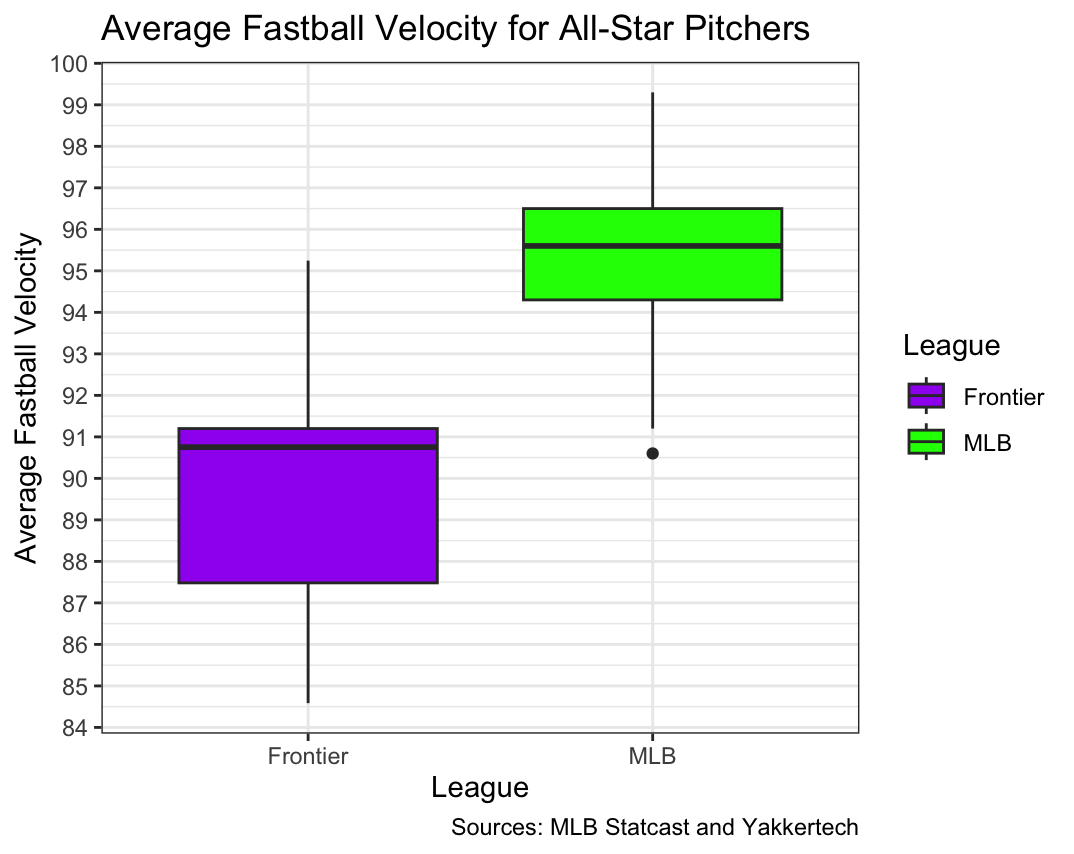 Average Fastball Velocity for All-Star Pitchers
Average Fastball Velocity
100
99
98
97
96
95
94
93
92
91
90
89
88
87
86
85
84
Frontier
MLB
League
League
Frontier
MLB
Sources: MLB Statcast and Yakkertech